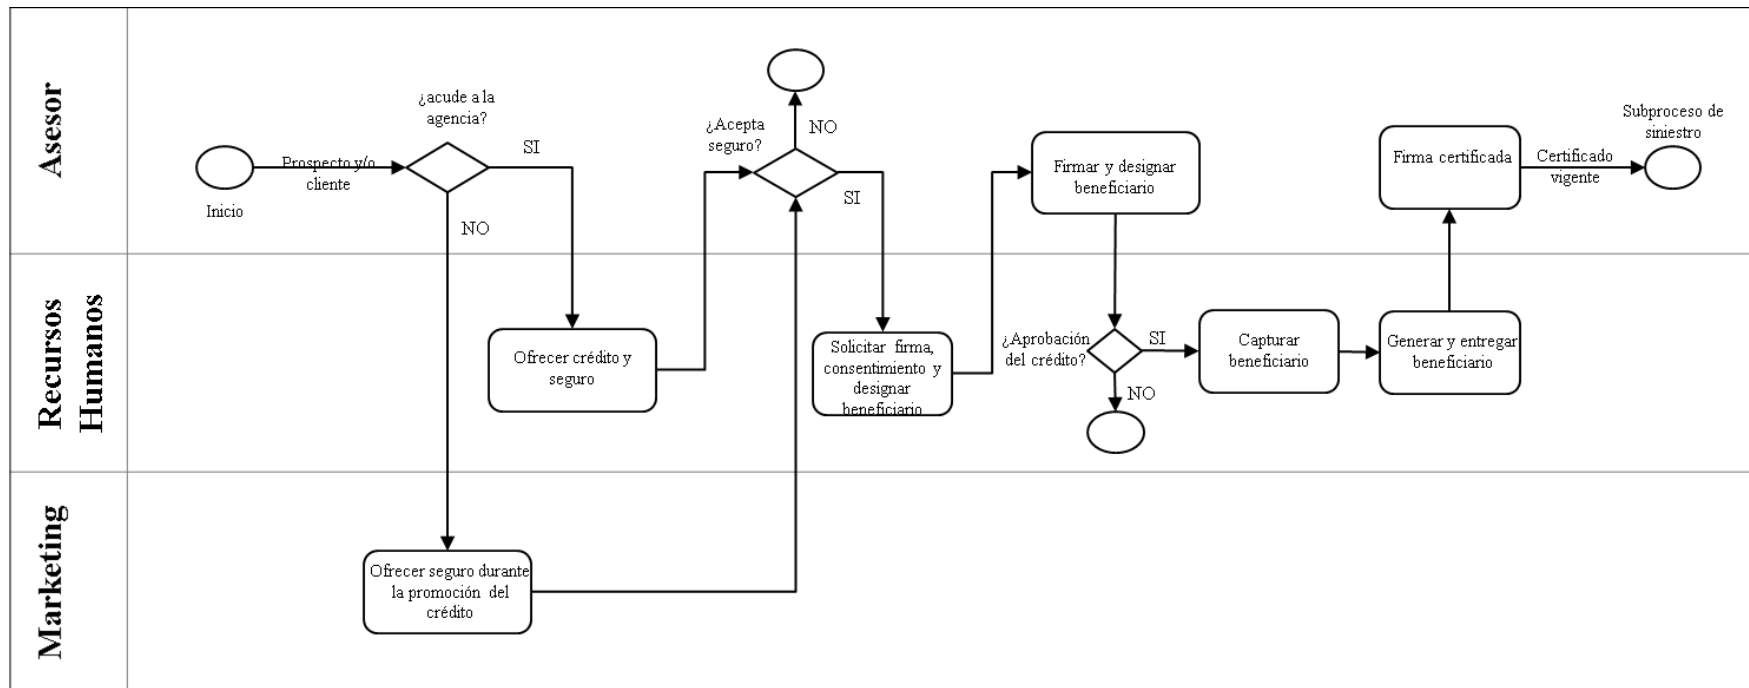 Asesor
Inicio
Prospecto y/o
cliente
¿acude a la
agencia?
SI
NO
¿Acepta
seguro?
NO
SI
Firmar y designar
beneficiario
Firma certificada
Certificado
vigente
Subproceso de
siniestro
Recursos
Humanos
Ofrecer crédito y
seguro
Solicitar firma,
consentimiento y
designar
beneficiario
¿Aprobación
del crédito?
SI
NO
Capturar
beneficiario
Generar y entregar
beneficiario
Marketing
Ofrecer seguro durante
la promoción del
crédito